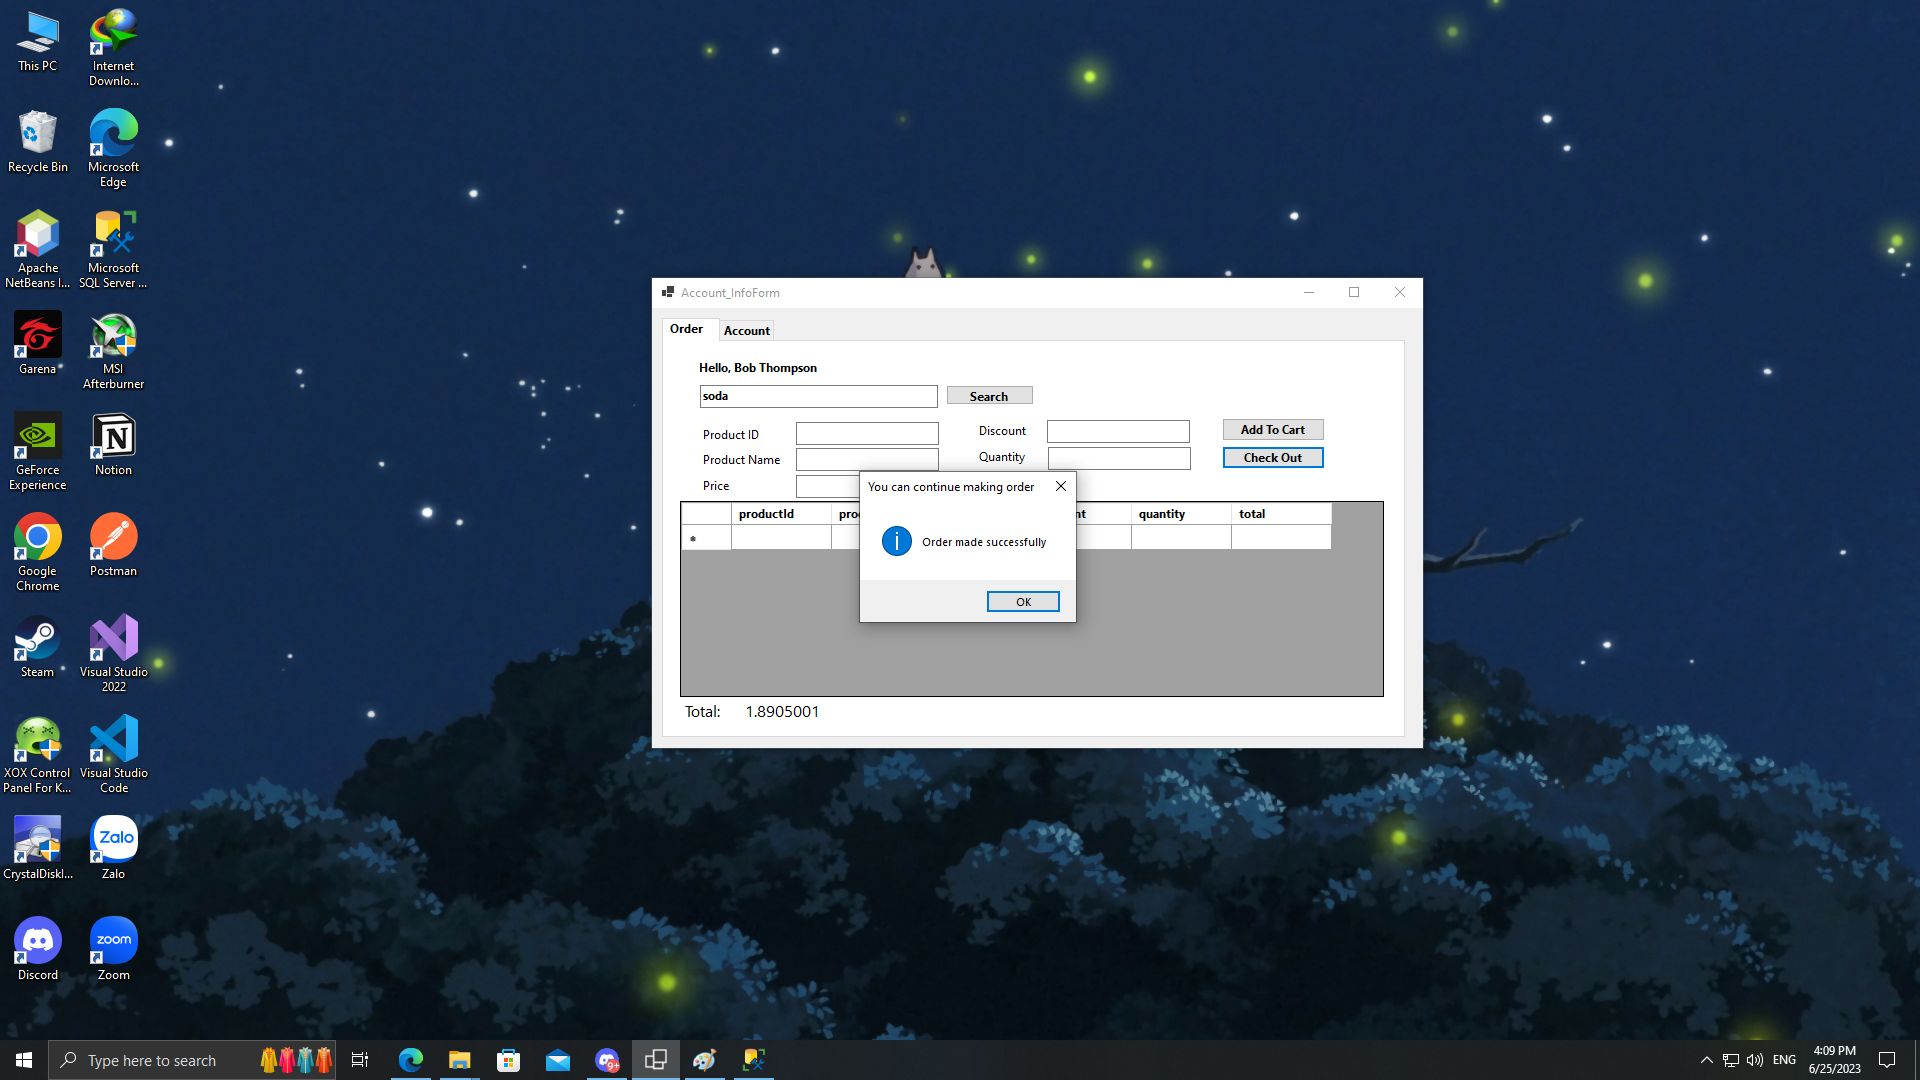 This PC
Internet
Downlo...
Recycle Bin
Microsoft
Edge
Apache
NetBeans I...
Microsoft
SQL Server ...
Garena
MSI
Afterburner
GeForce
Experience
Notion
Google
Chrome
Postman
Steam
Visual Studio
2022
XOX Control
Panel For K...
Visual Studio
Code
CrystalDiskI...
Zalo
Zalo
Discord
zoom
Zoom
Account_InfoForm
Order
Account
Hello, Bob Thompson
soda
Search
Product ID
Discount
Add To Cart
Product Name
Quantity
Check Out
Price
You can continue making order
productId
pro
nt
quantity
total
Order made successfully
OK
Total:
1.8905001
Type here to search
9+
ENG
4:09 PM
6/25/2023